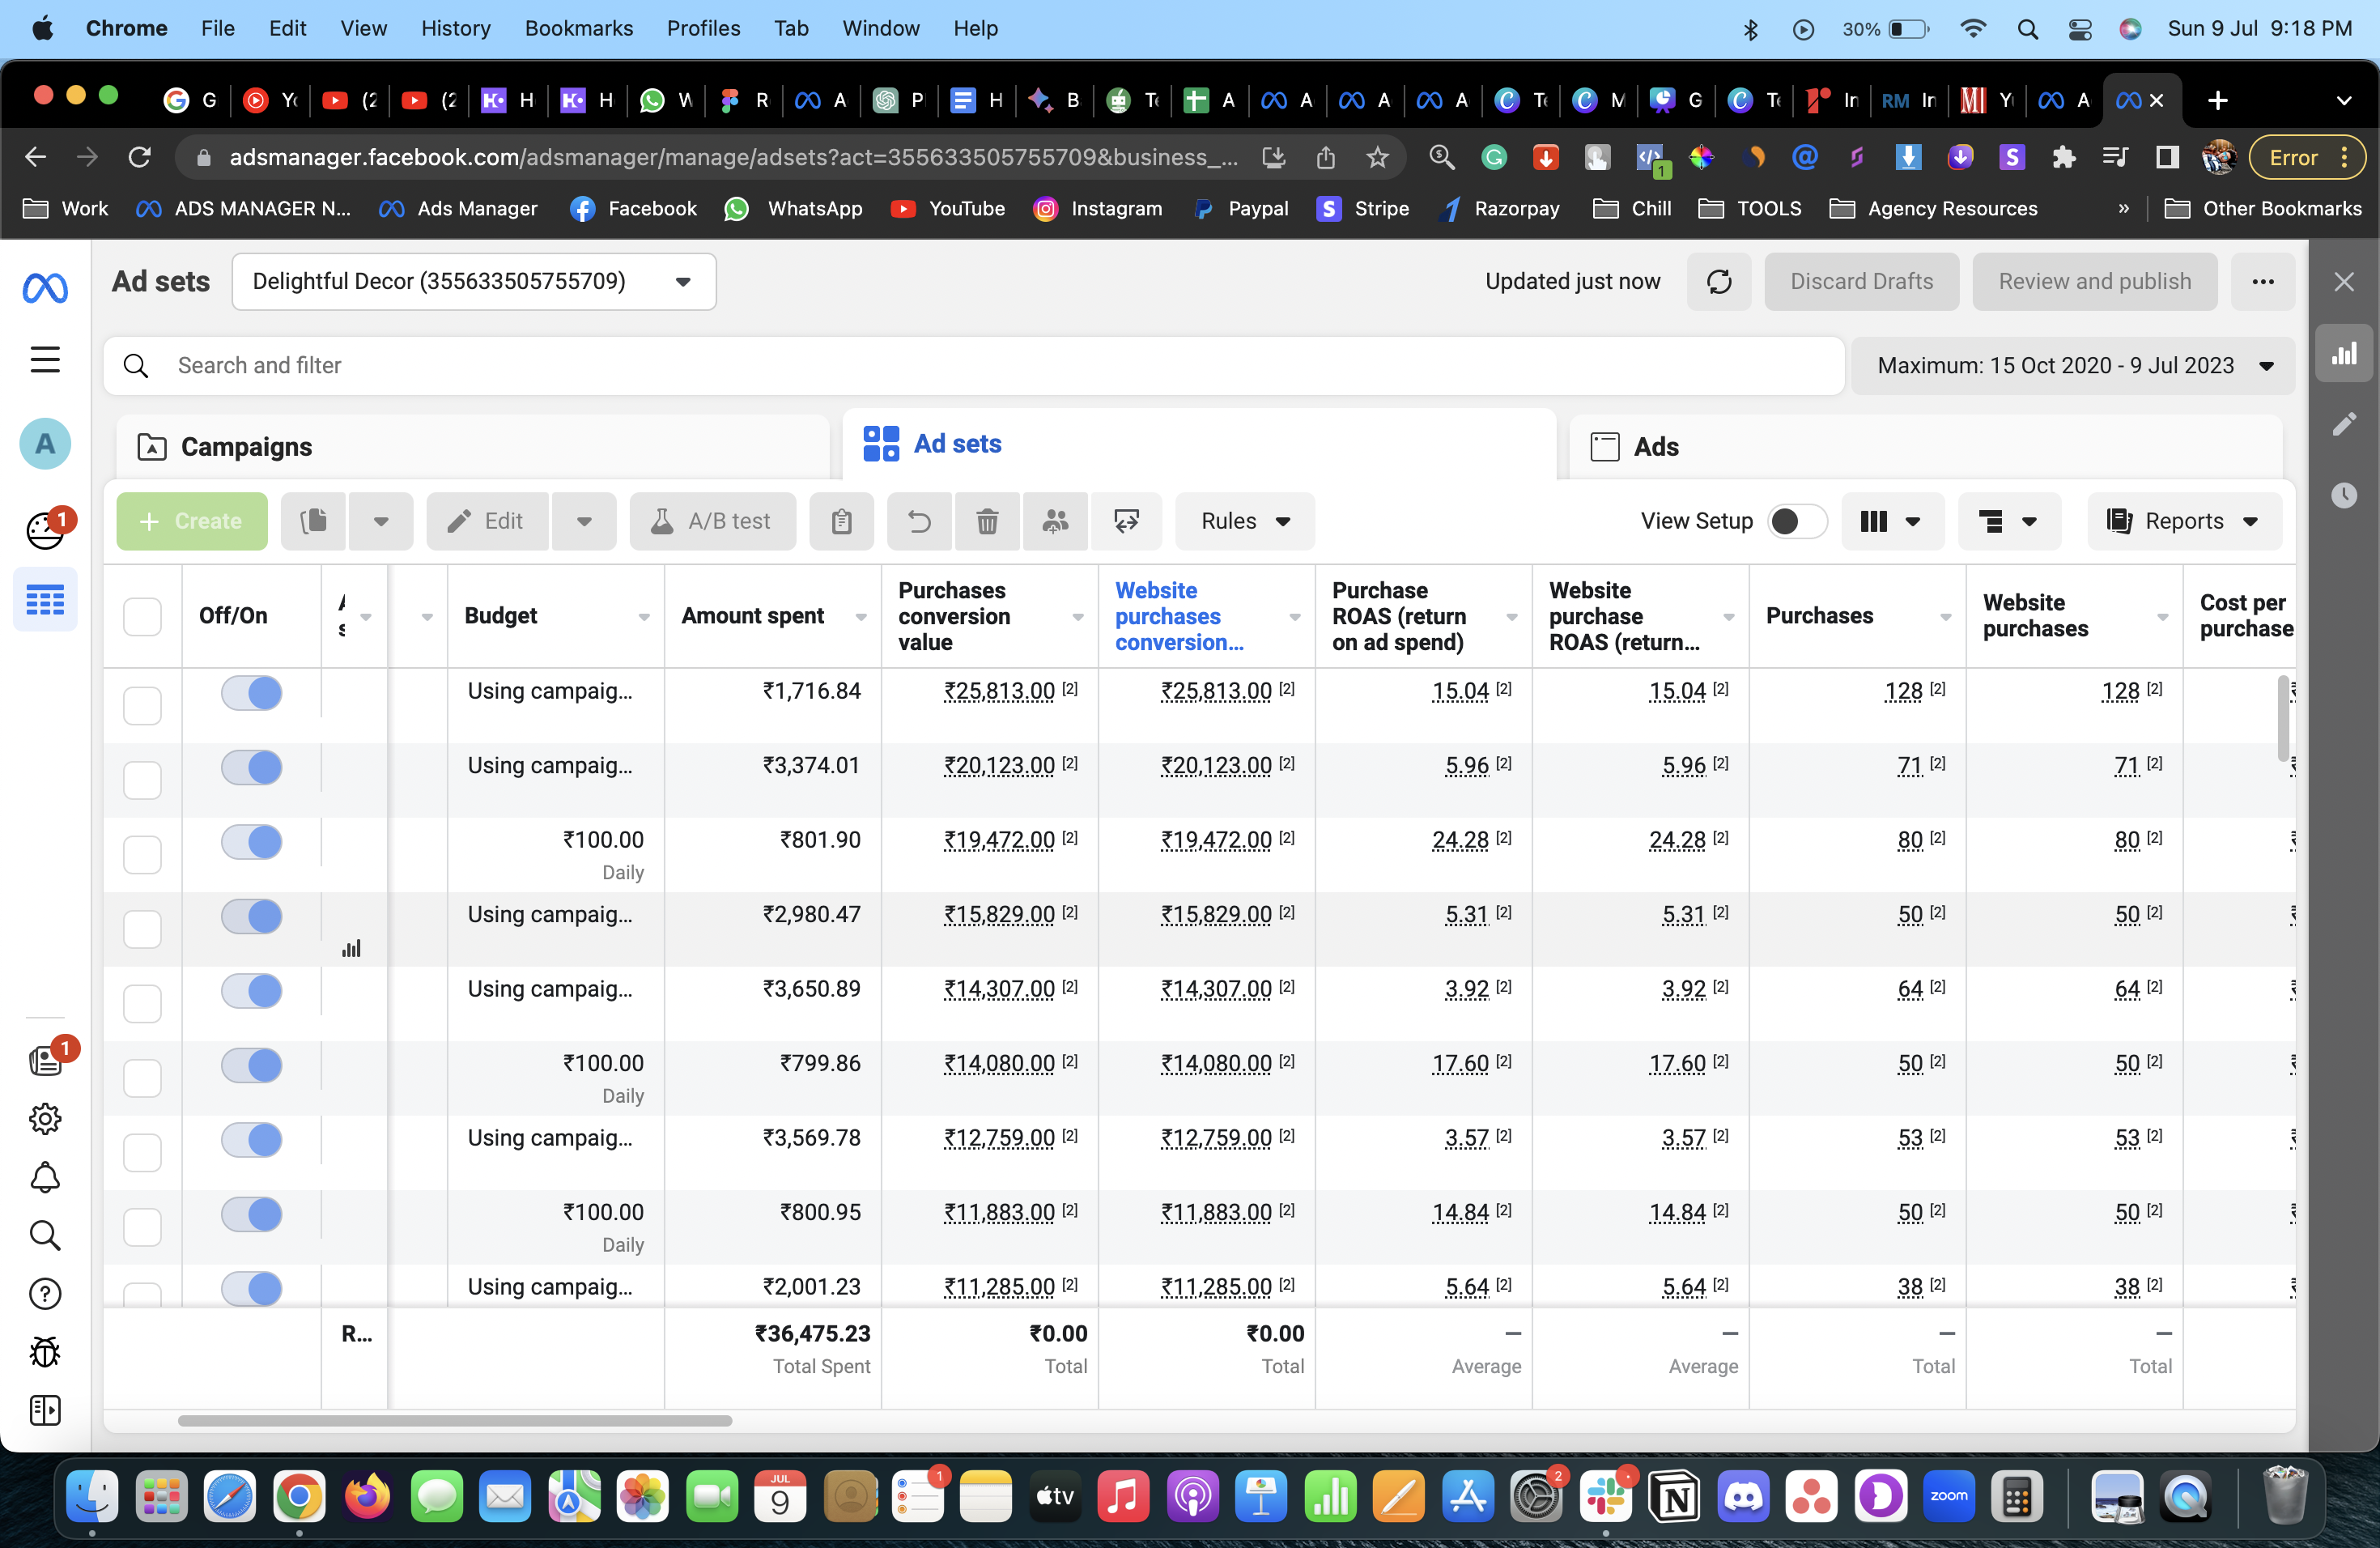 Chrome File Edit View History Bookmarks Profiles Tab Window Help 30% Sun 9 Jul 9:18 PM
adsmanager.facebook.com/adsmanager/manage/adsets?act=355633505755709&business_... Error
Work ADS MANAGER N... Ads Manager Facebook WhatsApp YouTube Instagram Paypal Stripe Razorpay Chill TOOLS Agency Resources » Other Bookmarks
Ad sets Delightful Decor (355633505755709) Updated just now Discard Drafts Review and publish
Search and filter Maximum: 15 Oct 2020 - 9 Jul 2023
Campaigns Ad sets Ads
+ Create Edit A/B test Rules View Setup Reports
Off/On Budget Amount spent Purchases conversion value Website purchases conversion... Purchase ROAS (return on ad spend) Website purchase ROAS (return... Purchases Website purchases Cost per purchase
Using campaig... ₹1,716.84 ₹25,813.00 [2] ₹25,813.00 [2] 15.04 [2] 15.04 [2] 128 [2] 128 [2]
Using campaig... ₹3,374.01 ₹20,123.00 [2] ₹20,123.00 [2] 5.96 [2] 5.96 [2] 71 [2] 71 [2]
₹100.00 ₹801.90 ₹19,472.00 [2] ₹19,472.00 [2] 24.28 [2] 24.28 [2] 80 [2] 80 [2]
Daily
Using campaig... ₹2,980.47 ₹15,829.00 [2] ₹15,829.00 [2] 5.31 [2] 5.31 [2] 50 [2] 50 [2]
Using campaig... ₹3,650.89 ₹14,307.00 [2] ₹14,307.00 [2] 3.92 [2] 3.92 [2] 64 [2] 64 [2]
₹100.00 ₹799.86 ₹14,080.00 [2] ₹14,080.00 [2] 17.60 [2] 17.60 [2] 50 [2] 50 [2]
Daily
Using campaig... ₹3,569.78 ₹12,759.00 [2] ₹12,759.00 [2] 3.57 [2] 3.57 [2] 53 [2] 53 [2]
₹100.00 ₹800.95 ₹11,883.00 [2] ₹11,883.00 [2] 14.84 [2] 14.84 [2] 50 [2] 50 [2]
Daily
Using campaig... ₹2,001.23 ₹11,285.00 [2] ₹11,285.00 [2] 5.64 [2] 5.64 [2] 38 [2] 38 [2]
R... ₹36,475.23 ₹0.00 ₹0.00 — — — —
Total Spent Total Total Average Average Total Total
A
1
1
JUL
9
1
tv
2
zoom